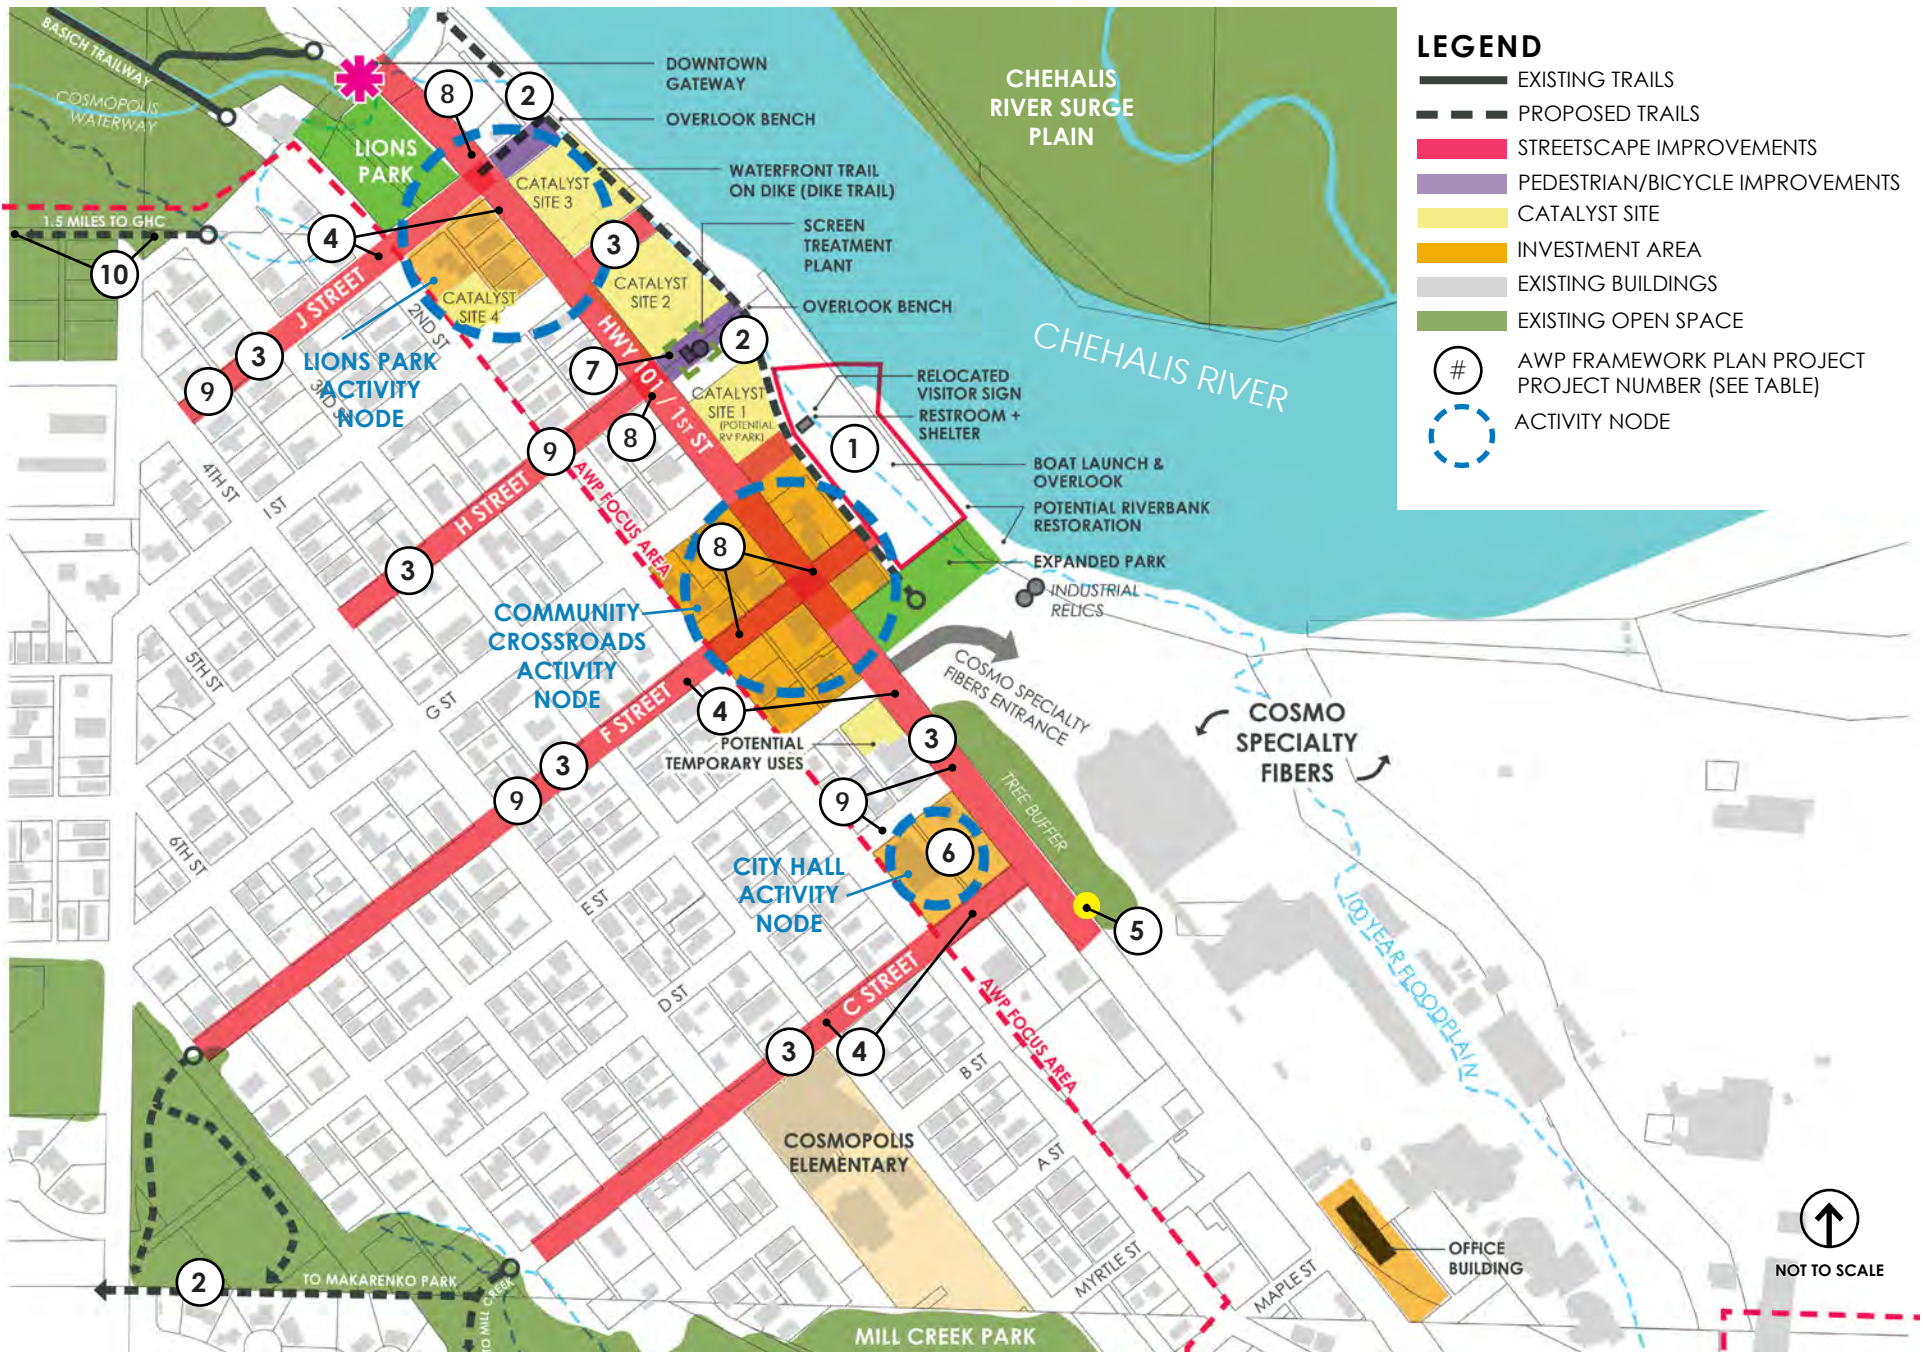 BASICH TRAILWAY
COSMOPOLIS
WATERWAY
LIONS
PARK
1.5 MILES TO GHC
10
4
J STREET
3
9
LIONS PARK
ACTIVITY
NODE
2ND ST
3RD ST
8
2
DOWNTOWN
GATEWAY
OVERLOOK BENCH
WATERFRONT TRAIL
ON DIKE (DIKE TRAIL)
SCREEN
TREATMENT
PLANT
OVERLOOK BENCH
CATALYST
SITE 3
3
CATALYST
SITE 2
CATALYST
SITE 4
HWY 101 / 1ST ST
7
2
8
CATALYST
SITE 1
(POTENTIAL
RV PARK)
RELOCATED
VISITOR SIGN
RESTROOM +
SHELTER
1
BOAT LAUNCH &
OVERLOOK
POTENTIAL RIVERBANK
RESTORATION
EXPANDED PARK
INDUSTRIAL
RELICS
CHEHALIS
RIVER SURGE
PLAIN
CHEHALIS RIVER
LEGEND
EXISTING TRAILS
PROPOSED TRAILS
STREETSCAPE IMPROVEMENTS
PEDESTRIAN/BICYCLE IMPROVEMENTS
CATALYST SITE
INVESTMENT AREA
EXISTING BUILDINGS
EXISTING OPEN SPACE
#
AWP FRAMEWORK PLAN PROJECT
PROJECT NUMBER (SEE TABLE)
ACTIVITY NODE
9
H STREET
3
AWP FOCUS AREA
4TH ST
I ST
5TH ST
G ST
6TH ST
8
COMMUNITY
CROSSROADS
ACTIVITY
NODE
F STREET
4
3
9
POTENTIAL
TEMPORARY USES
COSMO SPECIALTY
FIBERS ENTRANCE
3
9
TREE BUFFER
COSMO
SPECIALTY
FIBERS
6
CITY HALL
ACTIVITY
NODE
5
E ST
D ST
C STREET
3
4
AWP FOCUS AREA
B ST
A ST
100 YEAR FLOODPLAIN
COSMOPOLIS
ELEMENTARY
MYRTLE ST
MAPLE ST
OFFICE
BUILDING
2
TO MAKARENKO PARK
TO MILL CREEK
MILL CREEK PARK
NOT TO SCALE